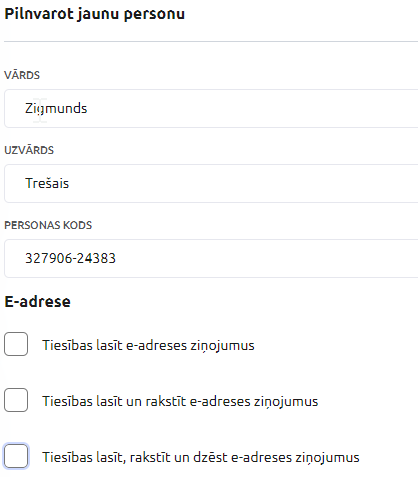 Pilnvarot jaunu personu
VĀRDS
Zigmunds
UZVĀRDS
Trešais
PERSONAS KODS
327906-24383
E-adrese
Tiesības lasīt e-adreses ziņojumus
Tiesības lasīt un rakstīt e-adreses ziņojumus
Tiesības lasīt, rakstīt un dzēst e-adreses ziņojumus